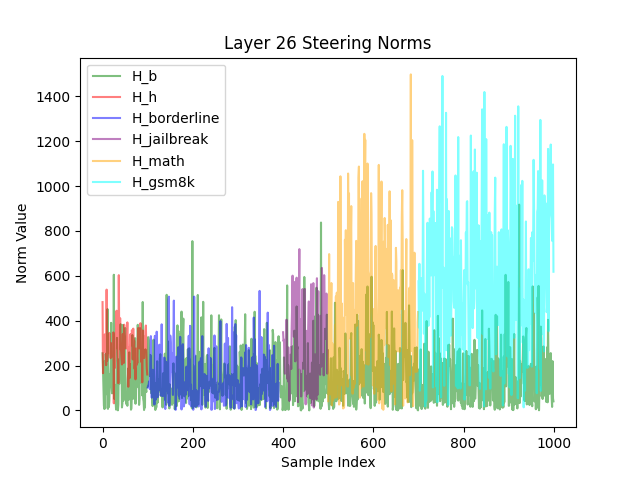 Layer 26 Steering Norms
H_b
H_h
H_borderline
H_jailbreak
H_math
H_gsm8k
Norm Value
1400
1200
1000
800
600
400
200
0
0 200 400 600 800 1000
Sample Index